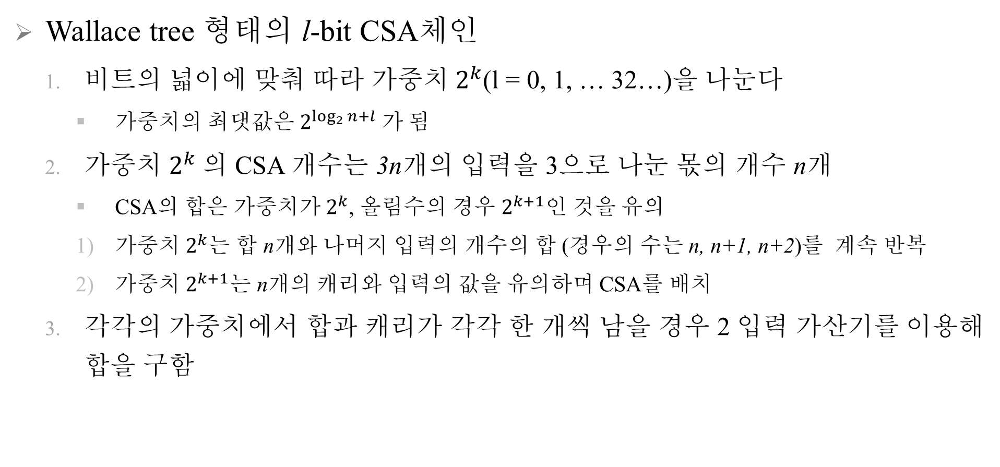 ➢ Wallace tree 형태의 l-bit CSA체인
1. 비트의 넓이에 맞춰 따라 가중치 2^k(l = 0, 1, … 32…)을 나눈다
▪ 가중치의 최댓값은 2^{log₂ n+l} 가 됨
2. 가중치 2^k 의 CSA 개수는 3n개의 입력을 3으로 나눈 몫의 개수 n개
▪ CSA의 합은 가중치가 2^k, 올림수의 경우 2^{k+1}인 것을 유의
1) 가중치 2^k는 합 n개와 나머지 입력의 개수의 합 (경우의 수는 n, n+1, n+2)를 계속 반복
2) 가중치 2^{k+1}는 n개의 캐리와 입력의 값을 유의하며 CSA를 배치
3. 각각의 가중치에서 합과 캐리가 각각 한 개씩 남을 경우 2 입력 가산기를 이용해
합을 구함